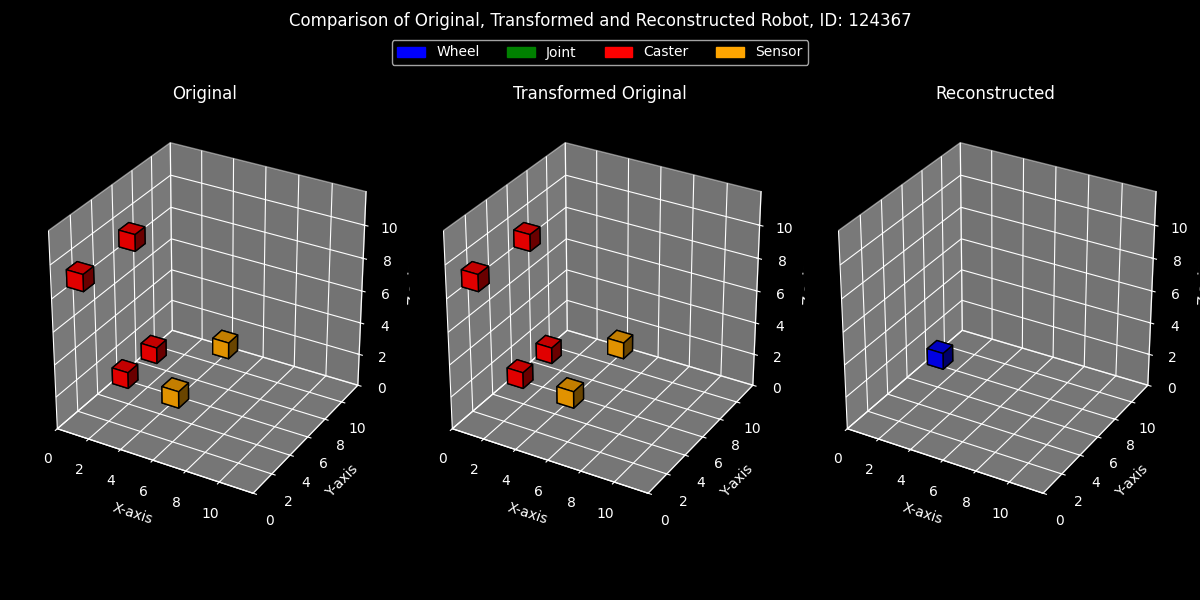 Comparison of Original, Transformed and Reconstructed Robot, ID: 124367
Wheel Joint Caster Sensor
Original Transformed Original Reconstructed
10
8
6
4
2
0
0 2 4 6 8 10
X-axis
0 2 4 6 8 10
Y-axis
10
8
6
4
2
0
0 2 4 6 8 10
X-axis
0 2 4 6 8 10
Y-axis
10
8
6
4
2
0
0 2 4 6 8 10
X-axis
0 2 4 6 8 10
Y-axis